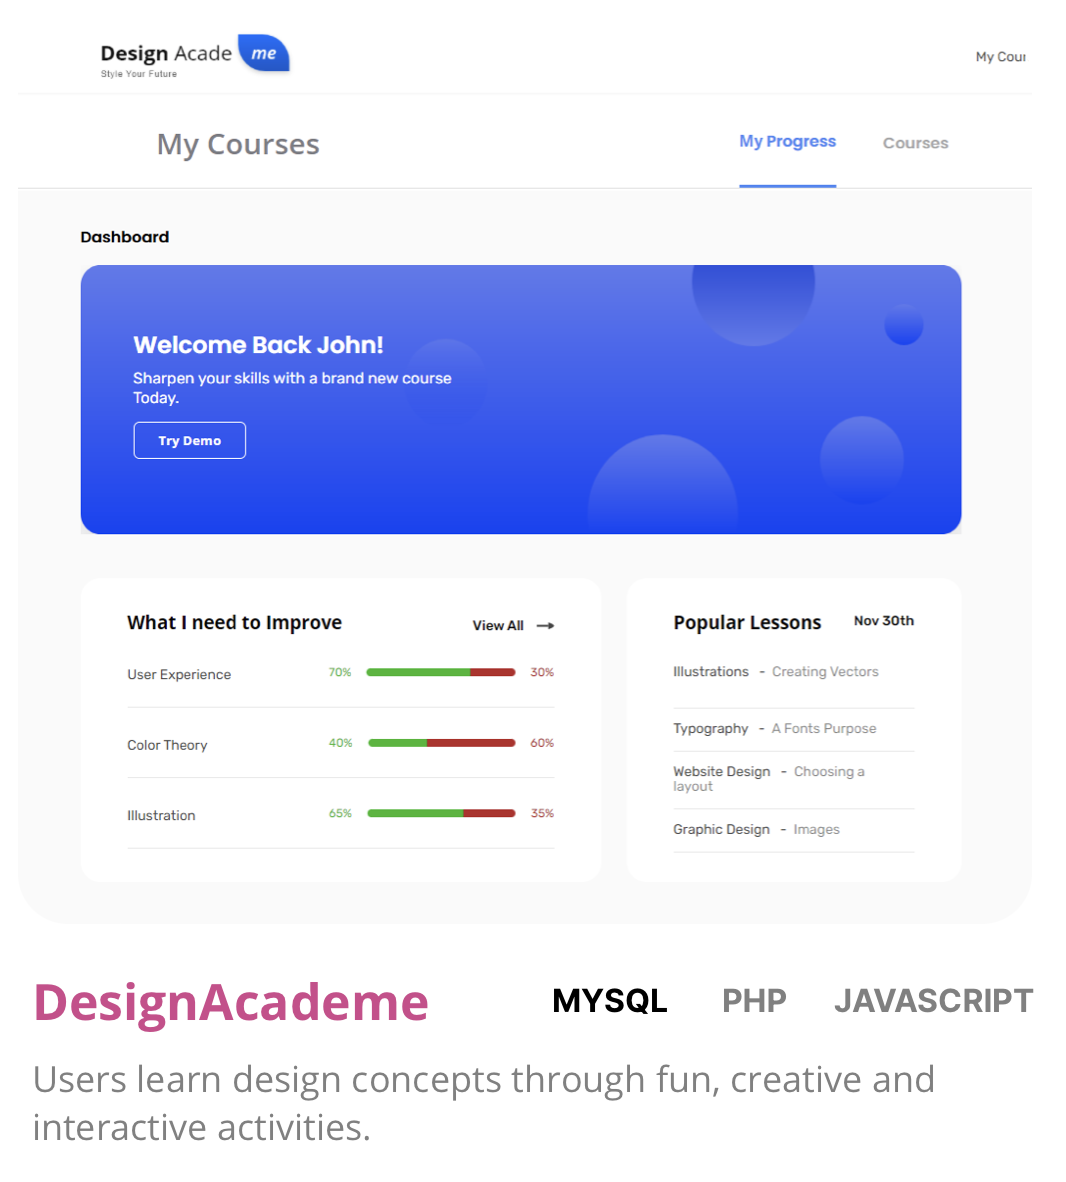 Design Acade me
Style Your Future
My Cour
My Courses
My Progress
Courses
Dashboard
Welcome Back John!
Sharpen your skills with a brand new course
Today.
Try Demo
What I need to Improve
View All →
User Experience 70% 30%
Color Theory 40% 60%
Illustration 65% 35%
Popular Lessons Nov 30th
Illustrations - Creating Vectors
Typography - A Fonts Purpose
Website Design - Choosing a
layout
Graphic Design - Images
DesignAcademe
MYSQL PHP JAVASCRIPT
Users learn design concepts through fun, creative and
interactive activities.